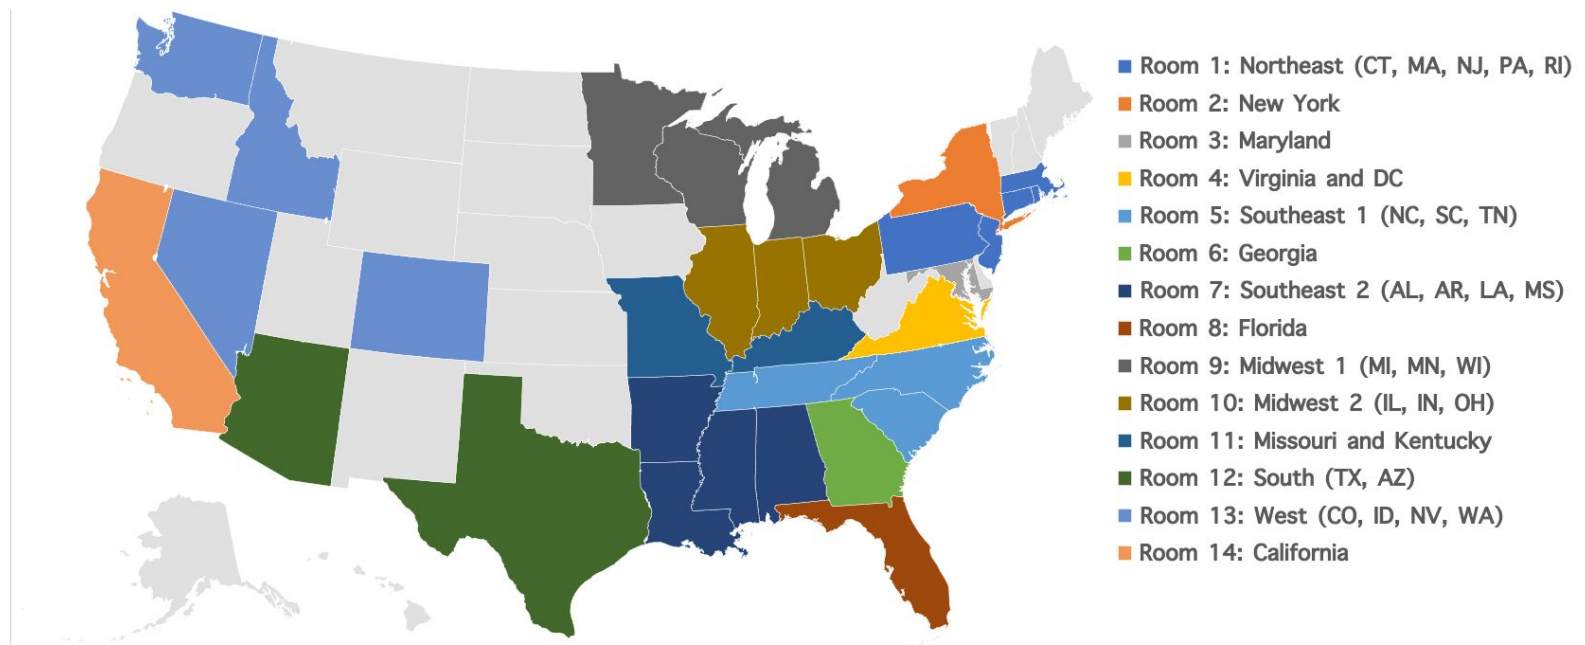 Room 1: Northeast (CT, MA, NJ, PA, RI)
Room 2: New York
Room 3: Maryland
Room 4: Virginia and DC
Room 5: Southeast 1 (NC, SC, TN)
Room 6: Georgia
Room 7: Southeast 2 (AL, AR, LA, MS)
Room 8: Florida
Room 9: Midwest 1 (MI, MN, WI)
Room 10: Midwest 2 (IL, IN, OH)
Room 11: Missouri and Kentucky
Room 12: South (TX, AZ)
Room 13: West (CO, ID, NV, WA)
Room 14: California